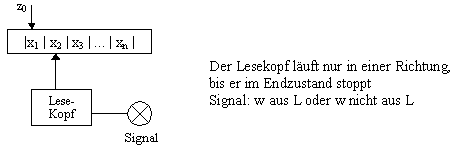 z0
|x1 | x2 | x3 | ... | xn |
Lese-
Kopf
Signal
Der Lesekopf läuft nur in einer Richtung,
bis er im Endzustand stoppt
Signal: w aus L oder w nicht aus L